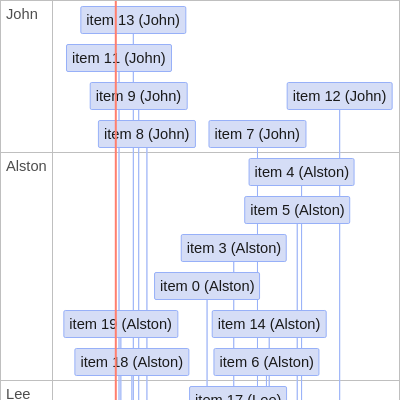 John
item 13 (John)
item 11 (John)
item 9 (John)
item 12 (John)
item 8 (John)
item 7 (John)
Alston
item 4 (Alston)
item 5 (Alston)
item 3 (Alston)
item 0 (Alston)
item 19 (Alston)
item 14 (Alston)
item 18 (Alston)
item 6 (Alston)
Lee
item 17 (Lee)